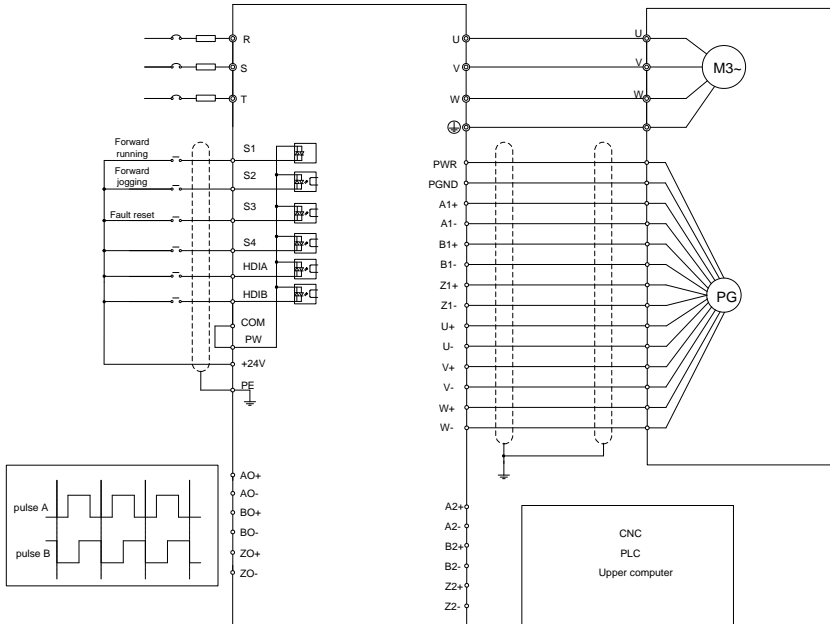 R
S
T
Forward
running
S1
Forward
jogging
S2
Fault reset
S3
S4
HDIA
HDIB
COM
PW
+24V
PE
pulse A
pulse B
AO+
AO-
BO+
BO-
ZO+
ZO-
U
V
W
U
V
W
M3~
PWR
PGND
A1+
A1-
B1+
B1-
Z1+
Z1-
U+
U-
V+
V-
W+
W-
PG
A2+
A2-
B2+
B2-
Z2+
Z2-
CNC
PLC
Upper computer